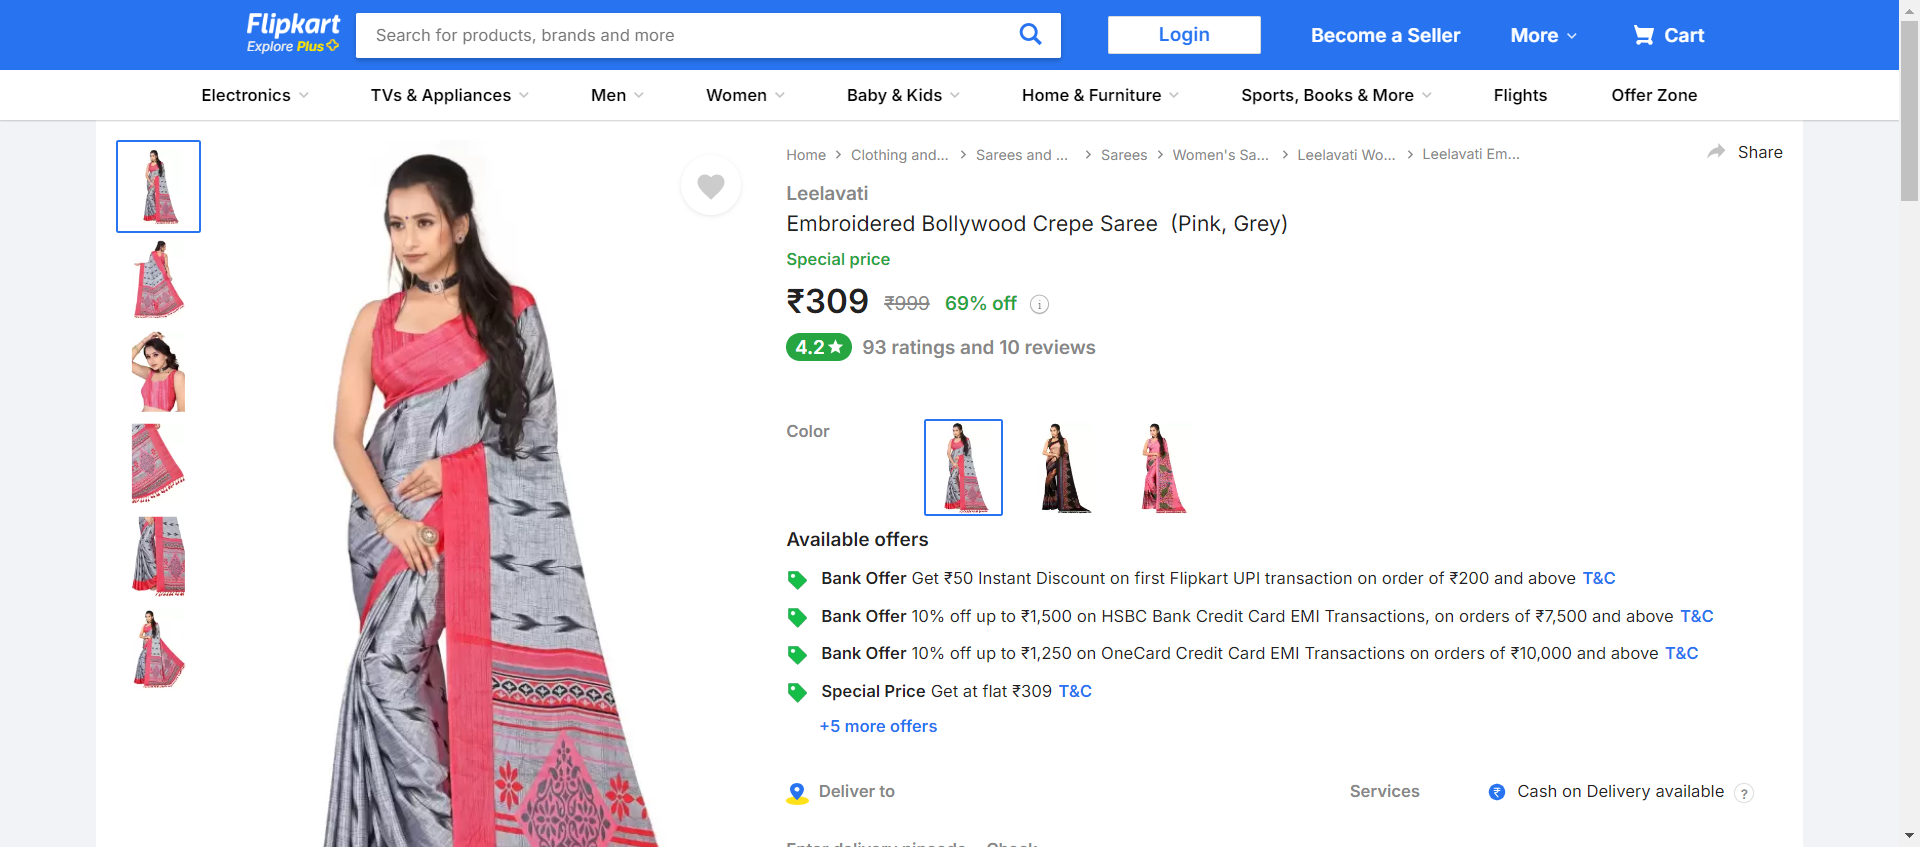 Flipkart
Explore Plus
Search for products, brands and more
Login
Become a Seller
More
Cart
Electronics
TVs & Appliances
Men
Women
Baby & Kids
Home & Furniture
Sports, Books & More
Flights
Offer Zone
Home
Clothing and...
Sarees and ...
Sarees
Women's Sa...
Leelavati Wo...
Leelavati Em...
Share
Leelavati
Embroidered Bollywood Crepe Saree (Pink, Grey)
Special price
₹309 ₹999 69% off
4.2★ 93 ratings and 10 reviews
Color
Available offers
Bank Offer Get ₹50 Instant Discount on first Flipkart UPI transaction on order of ₹200 and above T&C
Bank Offer 10% off up to ₹1,500 on HSBC Bank Credit Card EMI Transactions, on orders of ₹7,500 and above T&C
Bank Offer 10% off up to ₹1,250 on OneCard Credit Card EMI Transactions on orders of ₹10,000 and above T&C
Special Price Get at flat ₹309 T&C
+5 more offers
Deliver to
Services
₹ Cash on Delivery available ?